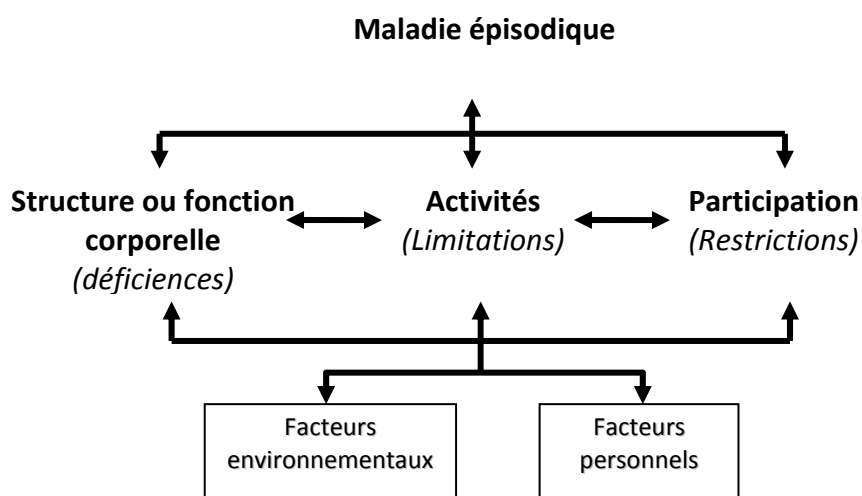 Maladie épisodique
Structure ou fonction
corporelle
(déficiences)
Activités
(Limitations)
Participation
(Restrictions)
Facteurs
environnementaux
Facteurs
personnels